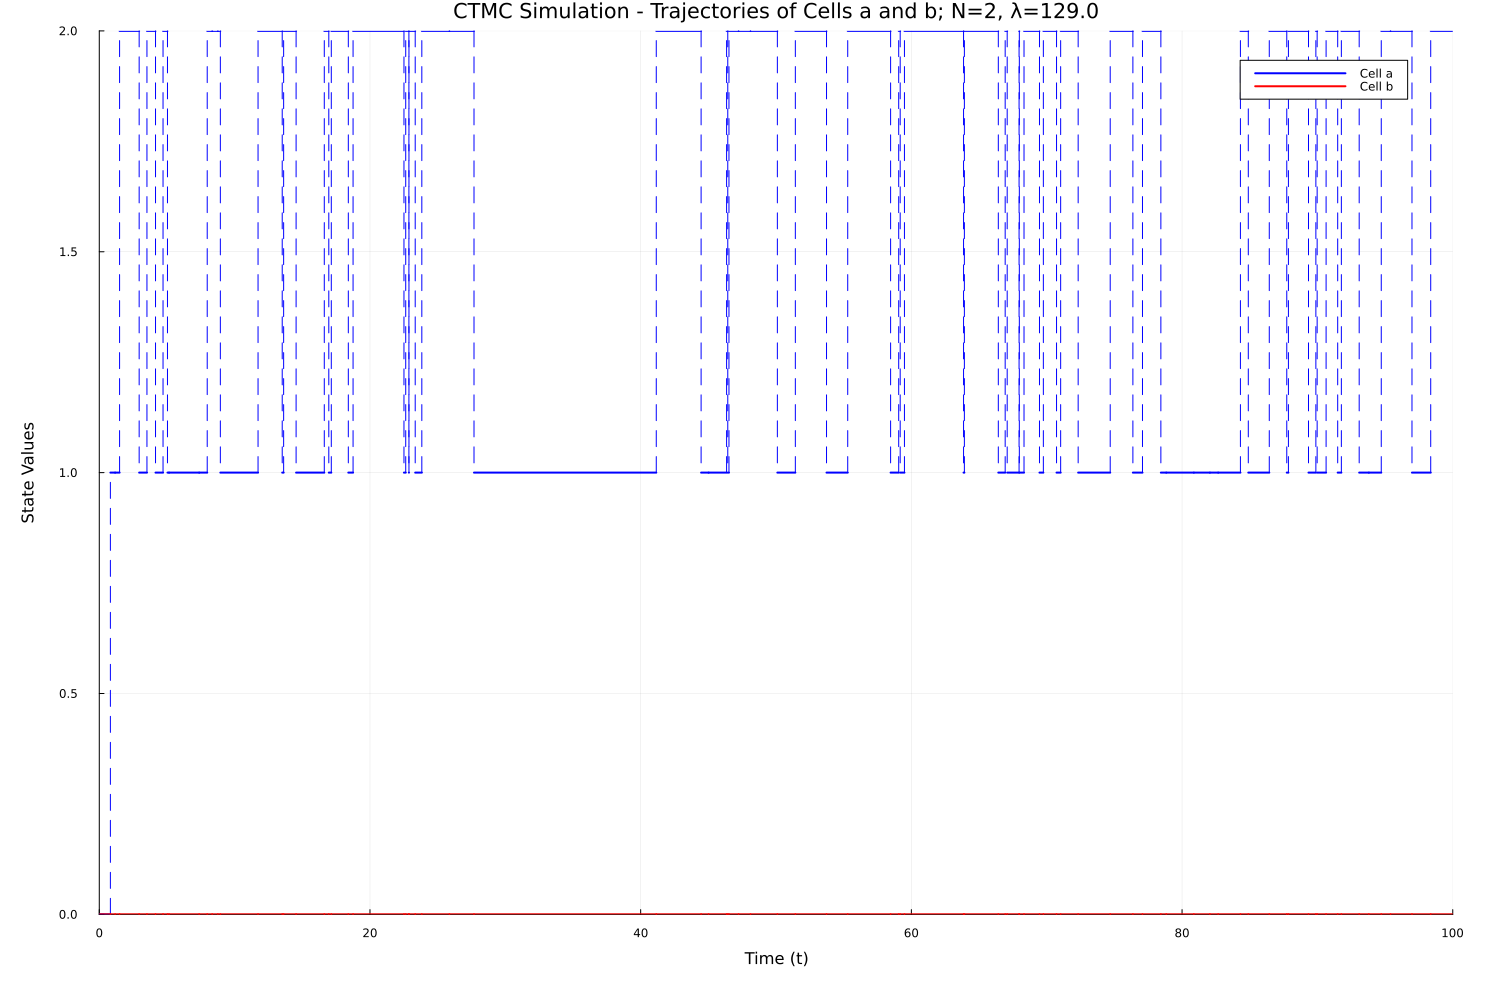 CTMC Simulation - Trajectories of Cells a and b; N=2, λ=129.0
2.0
Cell a
Cell b
1.5
1.0
State Values
0.5
0.0
0 20 40 60 80 100
Time (t)